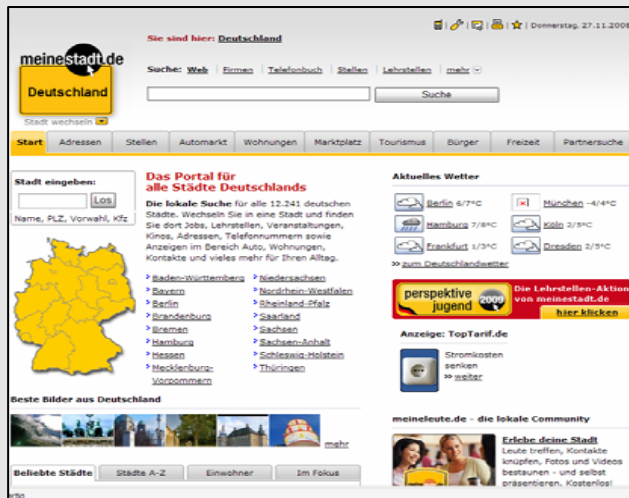 Donnerstag, 27.11.2008
Sie sind hier: Deutschland
meinestadt.de
Deutschland
Stadt wechseln
Suche: Web | Firmen | Telefonbuch | Stellen | Lehrstellen | mehr
Suche
Start Adressen Stellen Automarkt Wohnungen Marktplatz Tourismus Bürger Freizeit Partnersuche
Stadt eingeben:
Los
Name, PLZ, Vorwahl, Kfz
Das Portal für
alle Städte Deutschlands
Die lokale Suche für alle 12.241 deutschen
Städte. Wechseln Sie in eine Stadt und finden
Sie dort Jobs, Lehrstellen, Veranstaltungen,
Kinos, Adressen, Telefonnummern sowie
Anzeigen im Bereich Auto, Wohnungen,
Kontakte und vieles mehr für Ihren Alltag.
Baden-Württemberg
Bayern
Berlin
Brandenburg
Bremen
Hamburg
Hessen
Mecklenburg-
Vorpommern
Niedersachsen
Nordrhein-Westfalen
Rheinland-Pfalz
Saarland
Sachsen
Sachsen-Anhalt
Schleswig-Holstein
Thüringen
Aktuelles Wetter
Berlin 6/7°C
München -4/4°C
Hamburg 7/8°C
Köln 2/5°C
Frankfurt 1/3°C
Dresden 2/5°C
>> zum Deutschlandwetter
perspektive
jugend 2009
Die Lehrstellen-Aktion
von meinestadt.de
hier klicken
Anzeige: TopTarif.de
Stromkosten
senken
>> weiter
Beste Bilder aus Deutschland
mehr
meineleute.de - die lokale Community
Erlebe deine Stadt
Leute treffen, Kontakte
knüpfen, Fotos und Videos
bestaunen - und selbst
präsentieren. Kostenlos!
Beliebte Städte Städte A-Z Einwohner Im Fokus